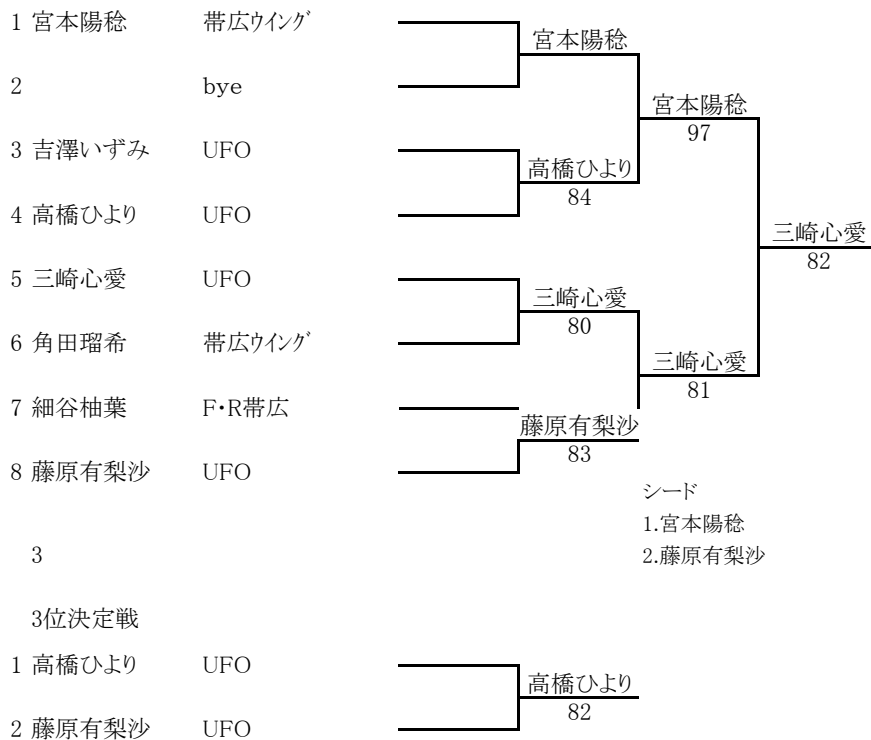 1 宮本陽稔 帯広ｳｲﾝｸﾞ
宮本陽稔
2 bye
宮本陽稔
97
3 吉澤いずみ UFO
高橋ひより
84
4 高橋ひより UFO
三崎心愛
82
5 三崎心愛 UFO
三崎心愛
80
6 角田瑠希 帯広ｳｲﾝｸﾞ
三崎心愛
81
7 細谷柚葉 F・R帯広
藤原有梨沙
83
8 藤原有梨沙 UFO
シード
1.宮本陽稔
2.藤原有梨沙
3
3位決定戦
1 高橋ひより UFO
高橋ひより
82
2 藤原有梨沙 UFO